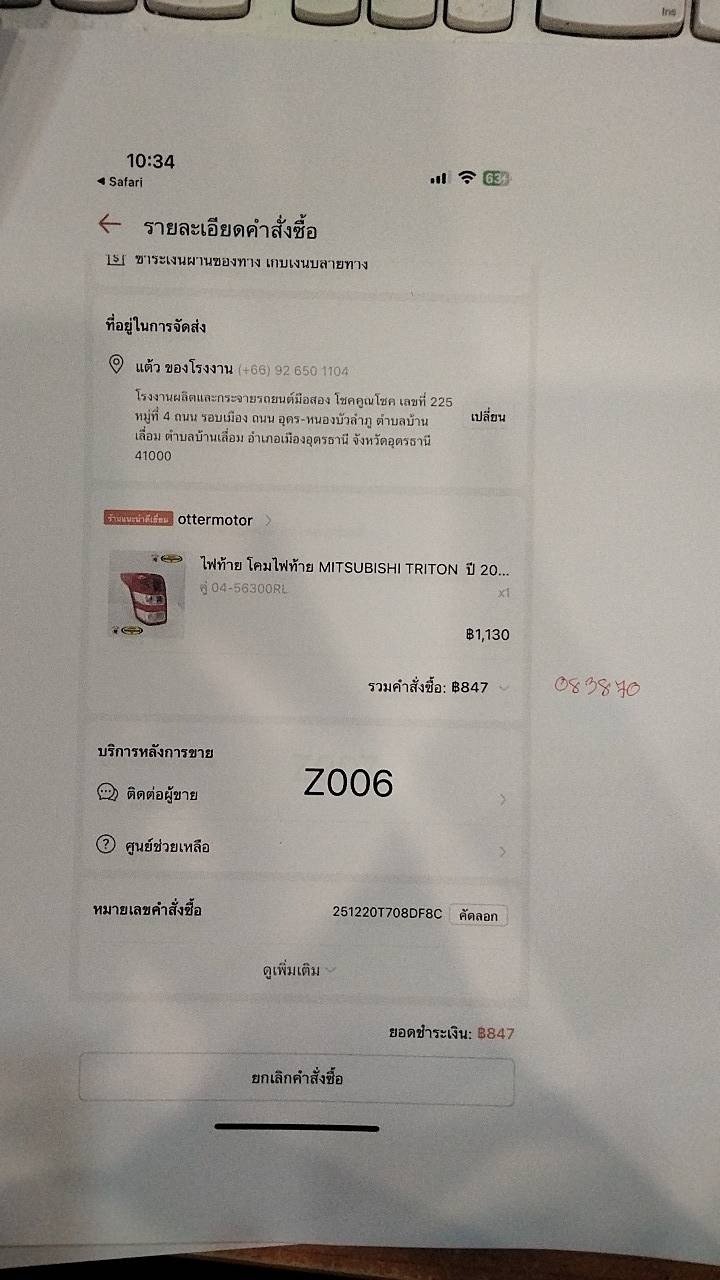 Ins
10:34
◀ Safari
63
← รายละเอียดคำสั่งซื้อ
ชำระเงินผ่านช่องทาง เก็บเงินปลายทาง
ที่อยู่ในการจัดส่ง
แต้ว ของโรงงาน (+66) 92 650 1104
โรงงานผลิตและกระจายรถยนต์มือสอง โชคคูณโชค เลขที่ 225
หมู่ที่ 4 ถนน รอบเมือง ถนน อุดร-หนองบัวลำภู ตำบลบ้าน
เลื่อม ตำบลบ้านเลื่อม อำเภอเมืองอุดรธานี จังหวัดอุดรธานี
41000
เปลี่ยน
ร้านแนะนำดีเยี่ยม ottermotor
ไฟท้าย โคมไฟท้าย MITSUBISHI TRITON ปี 20...
คู่ 04-56300RL
x1
฿1,130
รวมคำสั่งซื้อ: ฿847
083870
บริการหลังการขาย
Z006
ติดต่อผู้ขาย
ศูนย์ช่วยเหลือ
หมายเลขคำสั่งซื้อ 251220T708DF8C คัดลอก
ดูเพิ่มเติม
ยอดชำระเงิน: ฿847
ยกเลิกคำสั่งซื้อ